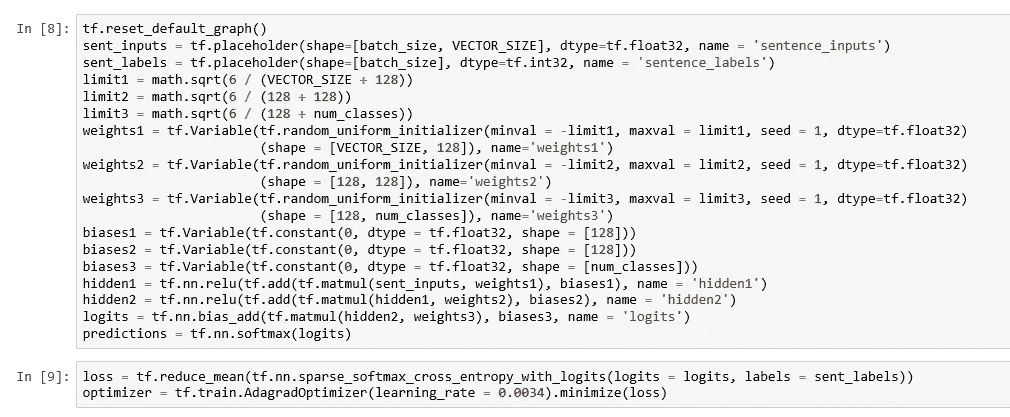 In [8]: tf.reset_default_graph()
sent_inputs = tf.placeholder(shape=[batch_size, VECTOR_SIZE], dtype=tf.float32, name = 'sentence_inputs')
sent_labels = tf.placeholder(shape=[batch_size], dtype=tf.int32, name = 'sentence_labels')
limit1 = math.sqrt(6 / (VECTOR_SIZE + 128))
limit2 = math.sqrt(6 / (128 + 128))
limit3 = math.sqrt(6 / (128 + num_classes))
weights1 = tf.Variable(tf.random_uniform_initializer(minval = -limit1, maxval = limit1, seed = 1, dtype=tf.float32)
(shape = [VECTOR_SIZE, 128]), name='weights1')
weights2 = tf.Variable(tf.random_uniform_initializer(minval = -limit2, maxval = limit2, seed = 1, dtype=tf.float32)
(shape = [128, 128]), name='weights2')
weights3 = tf.Variable(tf.random_uniform_initializer(minval = -limit3, maxval = limit3, seed = 1, dtype=tf.float32)
(shape = [128, num_classes]), name='weights3')
biases1 = tf.Variable(tf.constant(0, dtype = tf.float32, shape = [128]))
biases2 = tf.Variable(tf.constant(0, dtype = tf.float32, shape = [128]))
biases3 = tf.Variable(tf.constant(0, dtype = tf.float32, shape = [num_classes]))
hidden1 = tf.nn.relu(tf.add(tf.matmul(sent_inputs, weights1), biases1), name = 'hidden1')
hidden2 = tf.nn.relu(tf.add(tf.matmul(hidden1, weights2), biases2), name = 'hidden2')
logits = tf.nn.bias_add(tf.matmul(hidden2, weights3), biases3, name = 'logits')
predictions = tf.nn.softmax(logits)
In [9]: loss = tf.reduce_mean(tf.nn.sparse_softmax_cross_entropy_with_logits(logits = logits, labels = sent_labels))
optimizer = tf.train.AdagradOptimizer(learning_rate = 0.0034).minimize(loss)